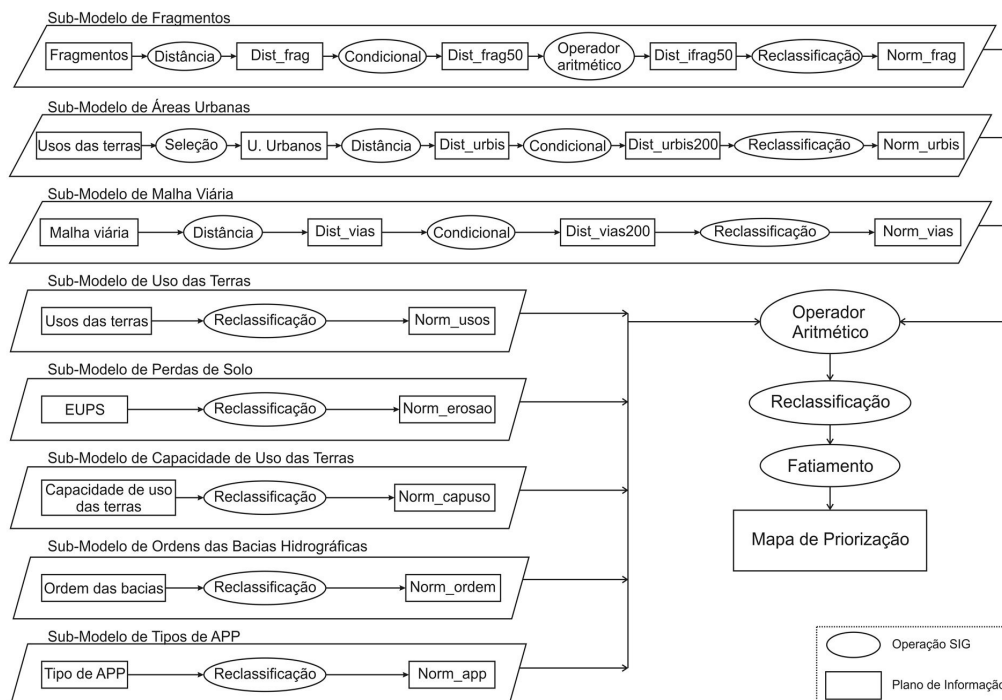 Sub-Modelo de Fragmentos
Fragmentos
Distância
Dist_frag
Condicional
Dist_frag50
Operador
aritmético
Dist_ifrag50
Reclassificação
Norm_frag
Sub-Modelo de Áreas Urbanas
Usos das terras
Seleção
U. Urbanos
Distância
Dist_urbis
Condicional
Dist_urbis200
Reclassificação
Norm_urbis
Sub-Modelo de Malha Viária
Malha viária
Distância
Dist_vias
Condicional
Dist_vias200
Reclassificação
Norm_vias
Sub-Modelo de Uso das Terras
Usos das terras
Reclassificação
Norm_usos
Sub-Modelo de Perdas de Solo
EUPS
Reclassificação
Norm_erosao
Sub-Modelo de Capacidade de Uso das Terras
Capacidade de uso
das terras
Reclassificação
Norm_capuso
Sub-Modelo de Ordens das Bacias Hidrográficas
Ordem das bacias
Reclassificação
Norm_ordem
Sub-Modelo de Tipos de APP
Tipo de APP
Reclassificação
Norm_app
Operador
Aritmético
Reclassificação
Fatiamento
Mapa de Priorização
Operação SIG
Plano de Informação